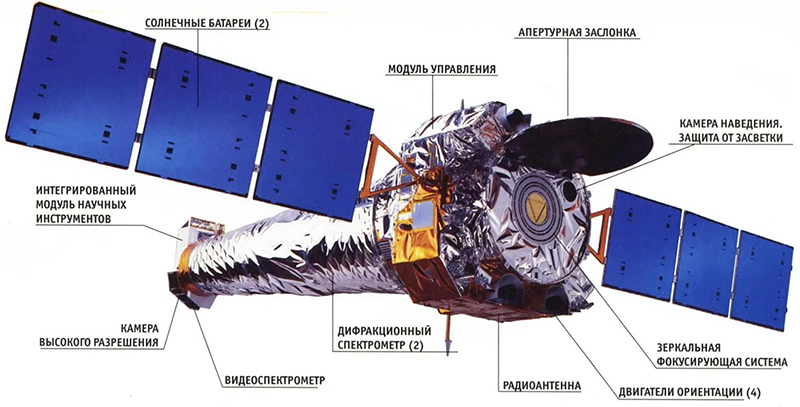 СОЛНЕЧНЫЕ БАТАРЕИ (2)
АПЕРТУРНАЯ ЗАСЛОНКА
МОДУЛЬ УПРАВЛЕНИЯ
КАМЕРА НАВЕДЕНИЯ.
ЗАЩИТА ОТ ЗАСВЕТКИ
ИНТЕГРИРОВАННЫЙ
МОДУЛЬ НАУЧНЫХ
ИНСТРУМЕНТОВ
КАМЕРА
ВЫСОКОГО РАЗРЕШЕНИЯ
ДИФРАКЦИОННЫЙ
СПЕКТРОМЕТР (2)
ЗЕРКАЛЬНАЯ
ФОКУСИРУЮЩАЯ СИСТЕМА
ВИДЕОСПЕКТРОМЕТР
РАДИОАНТЕННА
ДВИГАТЕЛИ ОРИЕНТАЦИИ (4)